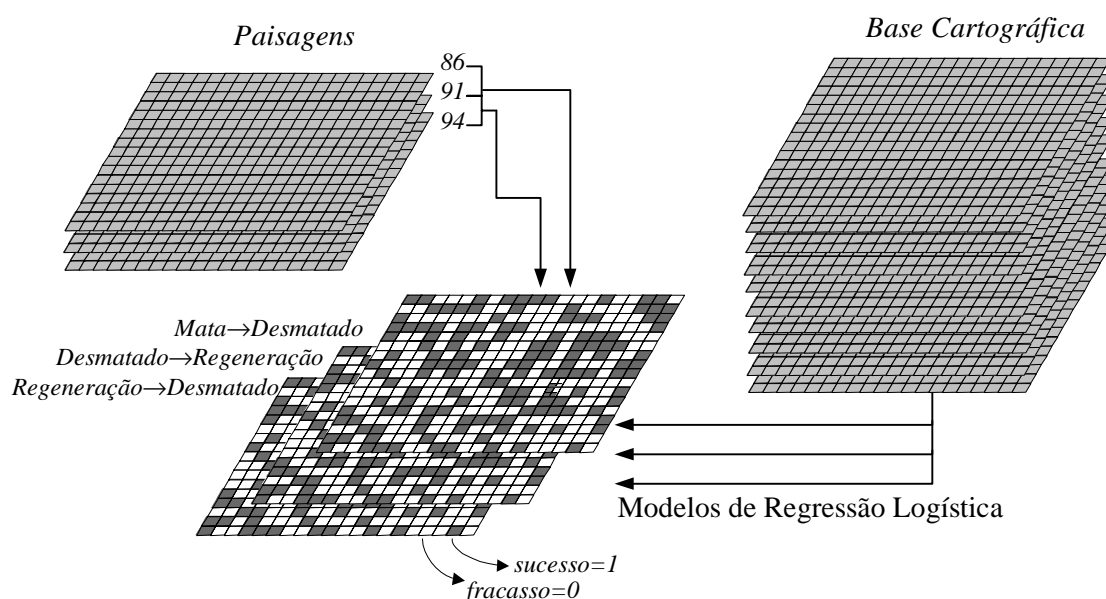 Paisagens
Base Cartográfica
86
91
94
Mata→Desmatado
Desmatado→Regeneração
Regeneração→Desmatado
Modelos de Regressão Logística
sucesso=1
fracasso=0